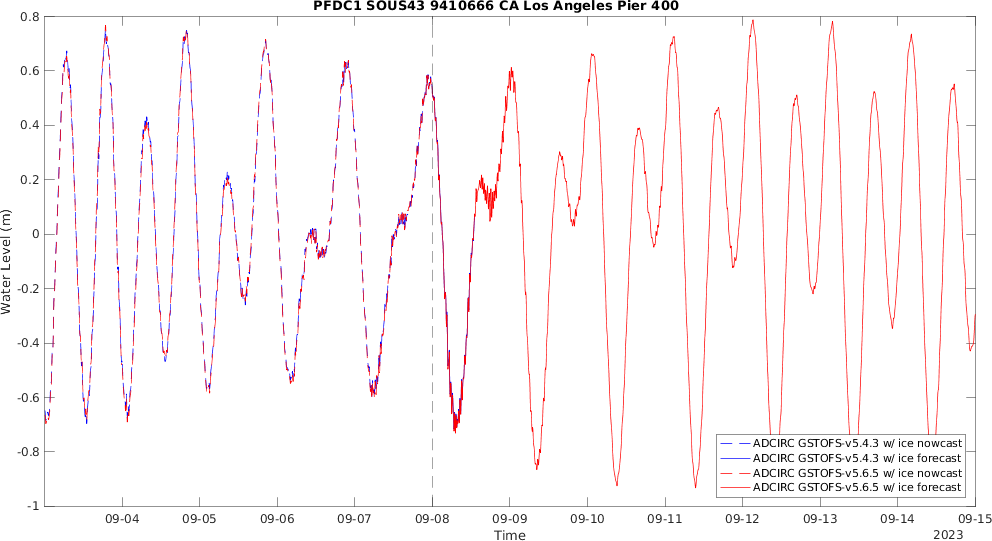 PFDC1 SOUS43 9410666 CA Los Angeles Pier 400
0.8
0.6
0.4
0.2
0
-0.2
-0.4
-0.6
-0.8
-1
Water Level (m)
09-04 09-05 09-06 09-07 09-08 09-09 09-10 09-11 09-12 09-13 09-14 09-15
Time
2023
ADCIRC GSTOFS-v5.4.3 w/ ice nowcast
ADCIRC GSTOFS-v5.4.3 w/ ice forecast
ADCIRC GSTOFS-v5.6.5 w/ ice nowcast
ADCIRC GSTOFS-v5.6.5 w/ ice forecast